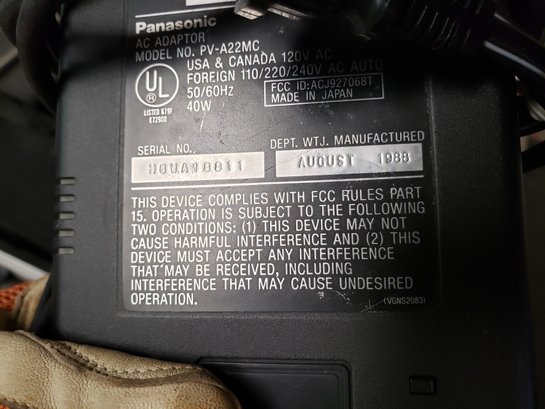 Panasonic
AC ADAPTOR
MODEL NO. PV-A22MC
USA & CANADA 120V AC
FOREIGN 110/220/240V AC AUTO
50/60Hz
40W
FCC ID:ACJ927068T
MADE IN JAPAN
UL
LISTED 679F
E72800
SERIAL NO.,
DEPT. WTJ. MANUFACTURED
AUGUST 1988
THIS DEVICE COMPLIES WITH FCC RULES PART
15. OPERATION IS SUBJECT TO THE FOLLOWING
TWO CONDITIONS: (1) THIS DEVICE MAY NOT
CAUSE HARMFUL INTERFERENCE AND (2) THIS
DEVICE MUST ACCEPT ANY INTERFERENCE
THAT MAY BE RECEIVED, INCLUDING
INTERFERENCE THAT MAY CAUSE UNDESIRED
OPERATION.
(VGNS2083)